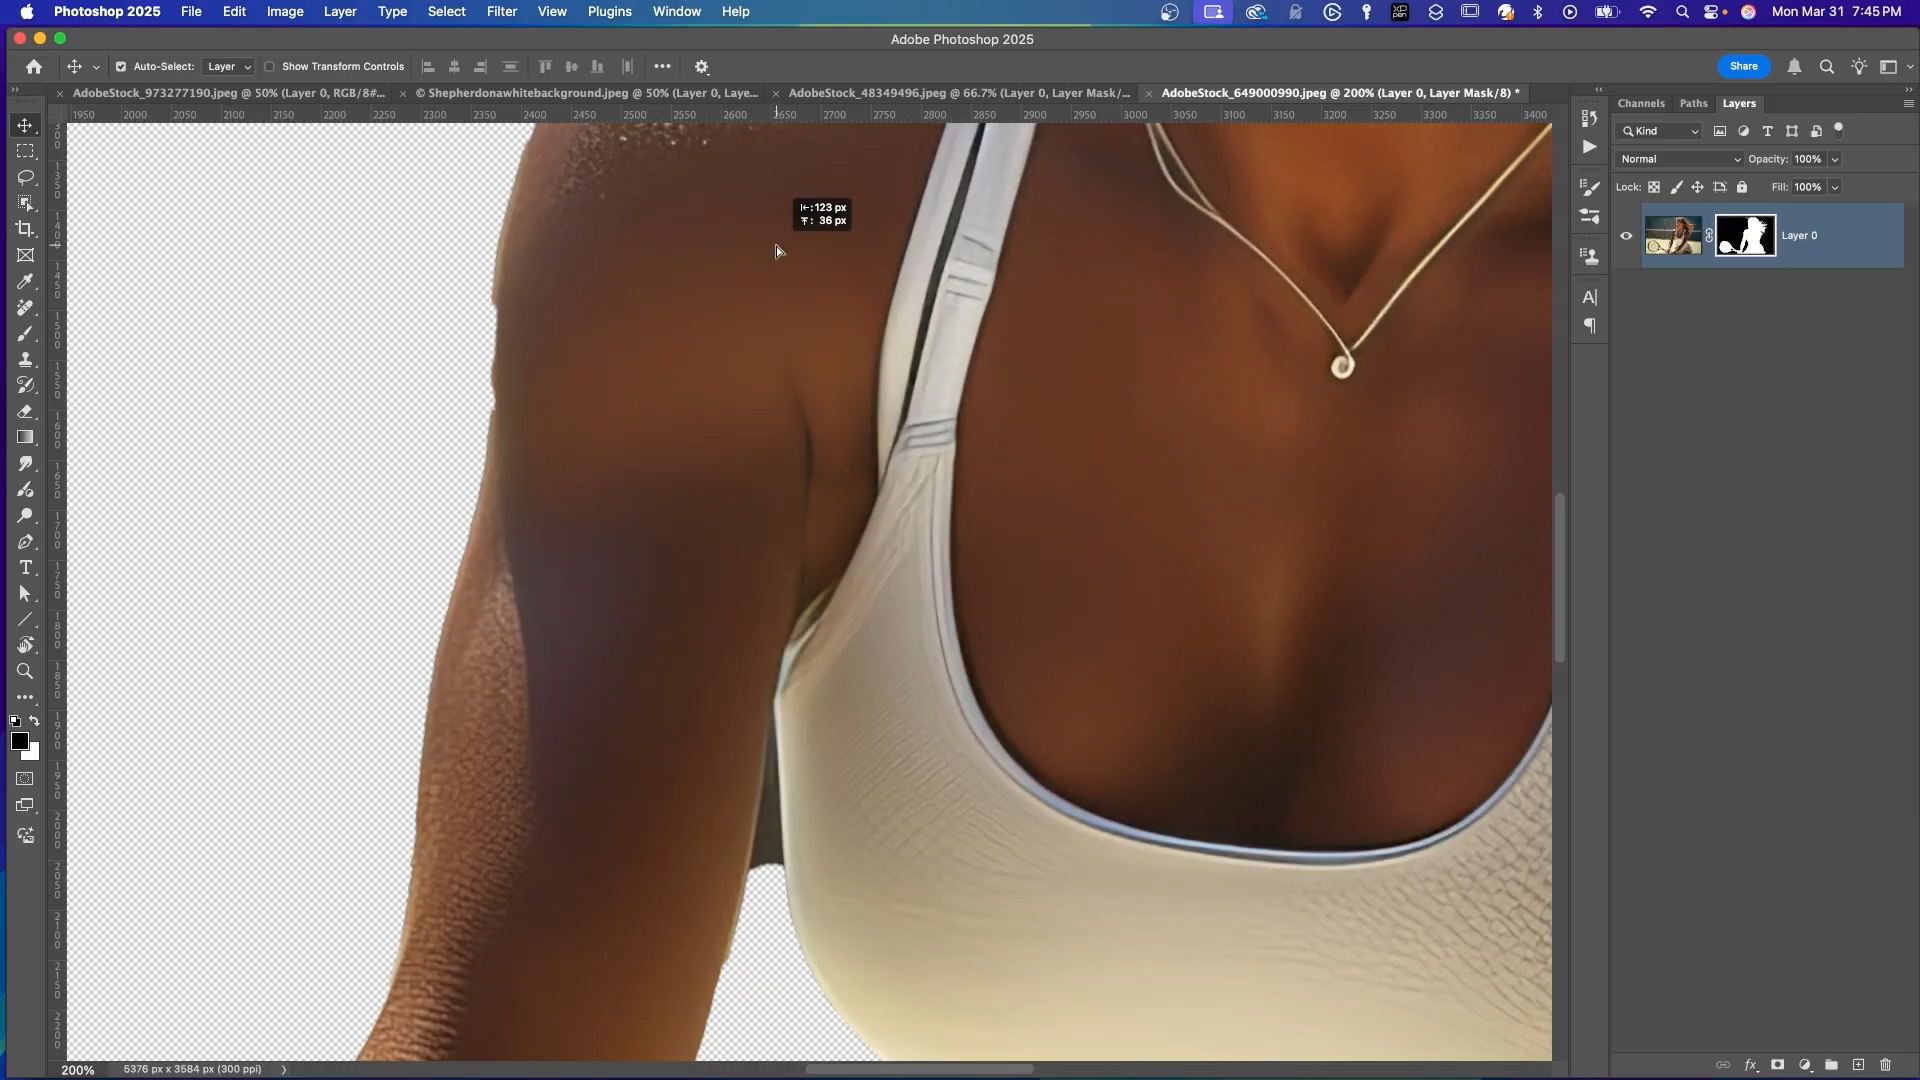 Photoshop 2025 File Edit Image Layer Type Select Filter View Plugins Window Help Mon Mar 31 7:45 PM
Adobe Photoshop 2025
Auto-Select: Layer Show Transform Controls Share
AdobeStock_973277190.jpeg @ 50% (Layer 0, RGB/8#... © Shepherdonawhitebackground.jpeg @ 50% (Layer 0, Laye... AdobeStock_48349496.jpeg @ 66.7% (Layer 0, Layer Mask/... AdobeStock_649000990.jpeg @ 200% (Layer 0, Layer Mask/8) *
Channels Paths Layers
1950 2000 2050 2100 2150 2200 2250 2300 2350 2400 2450 2500 2550 2600 2650 2700 2750 2800 2850 2900 2950 3000 3050 3100 3150 3200 3250 3300 3350 3400
Kind
Normal Opacity: 100%
Lock: Fill: 100%
123 px
36 px
Layer 0
200% 5376 px x 3584 px (300 ppi)